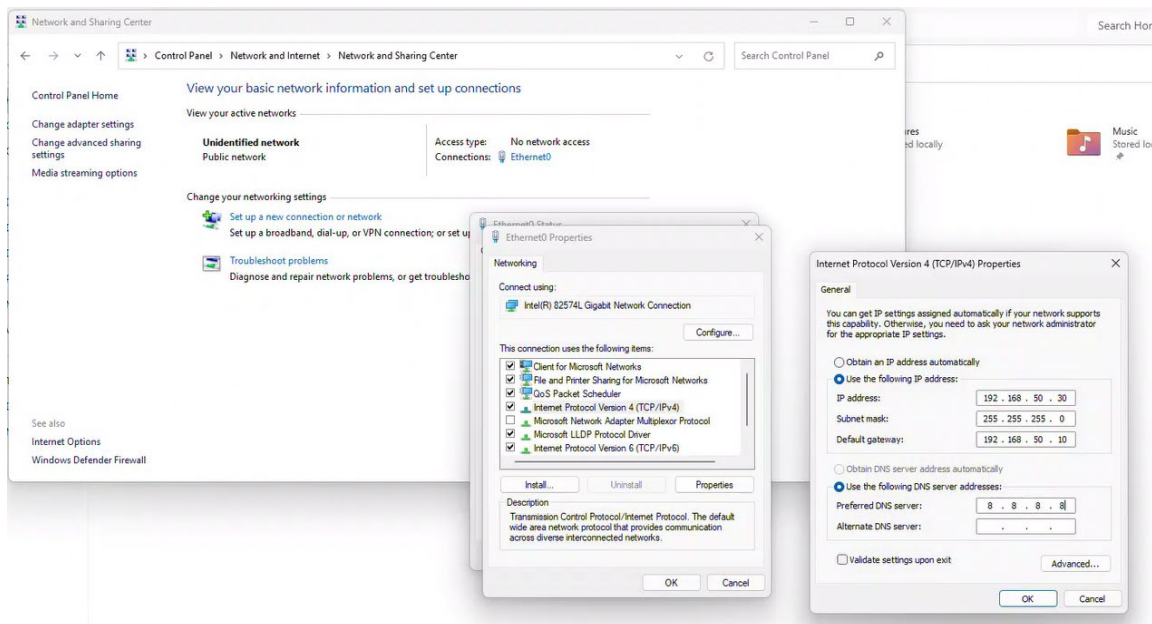 Network and Sharing Center
Search Hor
Control Panel > Network and Internet > Network and Sharing Center
Search Control Panel
Control Panel Home
Change adapter settings
Change advanced sharing
settings
Media streaming options
See also
Internet Options
Windows Defender Firewall
View your basic network information and set up connections
View your active networks
Unidentified network
Public network
Access type: No network access
Connections: Ethernet0
Change your networking settings
Set up a new connection or network
Set up a broadband, dial-up, or VPN connection; or set up
Troubleshoot problems
Diagnose and repair network problems, or get troublesho
res
ed locally
Music
Stored lo
Ethernet0 Status
Ethernet0 Properties
Networking
Connect using:
Intel(R) 82574L Gigabit Network Connection
Configure...
This connection uses the following items:
Client for Microsoft Networks
File and Printer Sharing for Microsoft Networks
QoS Packet Scheduler
Internet Protocol Version 4 (TCP/IPv4)
Microsoft Network Adapter Multiplexor Protocol
Microsoft LLDP Protocol Driver
Internet Protocol Version 6 (TCP/IPv6)
Install... Uninstall Properties
Description
Transmission Control Protocol/Internet Protocol. The default
wide area network protocol that provides communication
across diverse interconnected networks.
OK Cancel
Internet Protocol Version 4 (TCP/IPv4) Properties
General
You can get IP settings assigned automatically if your network supports
this capability. Otherwise, you need to ask your network administrator
for the appropriate IP settings.
Obtain an IP address automatically
Use the following IP address:
IP address: 192 . 168 . 50 . 30
Subnet mask: 255 . 255 . 255 . 0
Default gateway: 192 . 168 . 50 . 10
Obtain DNS server address automatically
Use the following DNS server addresses:
Preferred DNS server: 8 . 8 . 8 . 8
Alternate DNS server: . . .
Validate settings upon exit
Advanced...
OK Cancel